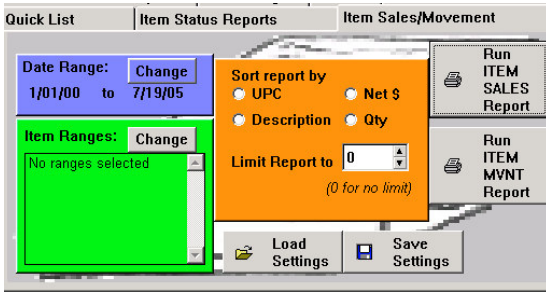 Quick List
Item Status Reports
Item Sales/Movement
Date Range:
Change
1/01/00 to 7/19/05
Item Ranges:
Change
No ranges selected
Sort report by
UPC
Net $
Description
Qty
Limit Report to
0
(0 for no limit)
Run
ITEM
SALES
Report
Run
ITEM
MVNT
Report
Load
Settings
Save
Settings